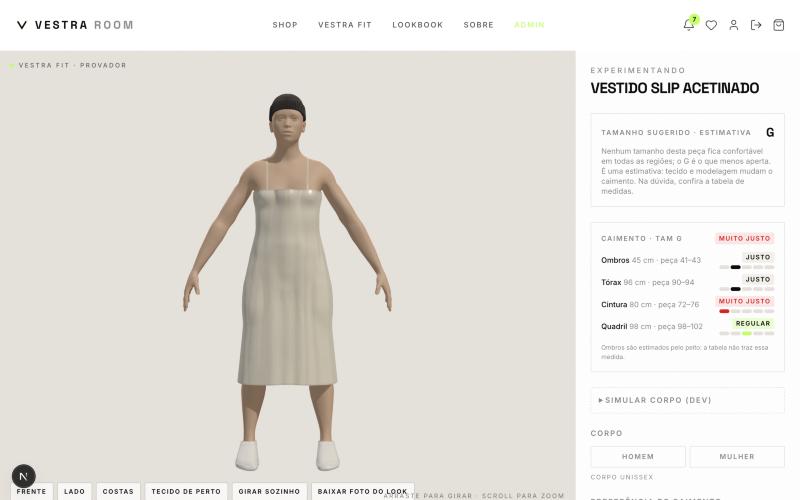 VESTRA ROOM
SHOP VESTRA FIT LOOKBOOK SOBRE ADMIN
7
VESTRA FIT · PROVADOR
EXPERIMENTANDO
VESTIDO SLIP ACETINADO
TAMANHO SUGERIDO · ESTIMATIVA G
Nenhum tamanho desta peça fica confortável
em todas as regiões; o G é o que menos aperta.
É uma estimativa: tecido e modelagem mudam o
caimento. Na dúvida, confira a tabela de
medidas.
CAIMENTO · TAM G MUITO JUSTO
Ombros 45 cm · peça 41–43 JUSTO
Tórax 96 cm · peça 90–94 JUSTO
Cintura 80 cm · peça 72–76 MUITO JUSTO
Quadril 98 cm · peça 98–102 REGULAR
Ombros são estimados pelo peito: a tabela não traz essa
medida.
▸ SIMULAR CORPO (DEV)
CORPO
HOMEM MULHER
CORPO UNISSEX
N
FRENTE LADO COSTAS TECIDO DE PERTO GIRAR SOZINHO BAIXAR FOTO DO LOOK
ARRASTE PARA GIRAR · SCROLL PARA ZOOM